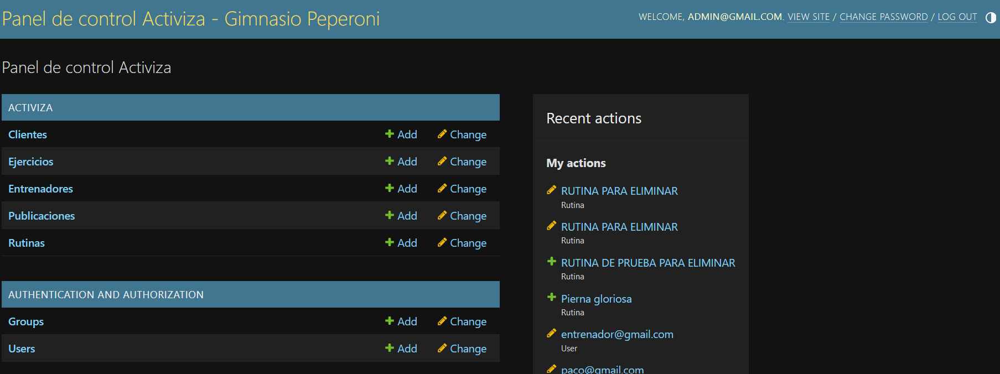 Panel de control Activiza - Gimnasio Peperoni
WELCOME, ADMIN@GMAIL.COM. VIEW SITE / CHANGE PASSWORD / LOG OUT
Panel de control Activiza
ACTIVIZA
Clientes Add Change
Ejercicios Add Change
Entrenadores Add Change
Publicaciones Add Change
Rutinas Add Change
AUTHENTICATION AND AUTHORIZATION
Groups Add Change
Users Add Change
Recent actions
My actions
RUTINA PARA ELIMINAR
Rutina
RUTINA PARA ELIMINAR
Rutina
RUTINA DE PRUEBA PARA ELIMINAR
Rutina
Pierna gloriosa
Rutina
entrenador@gmail.com
User
paco@gmail.com